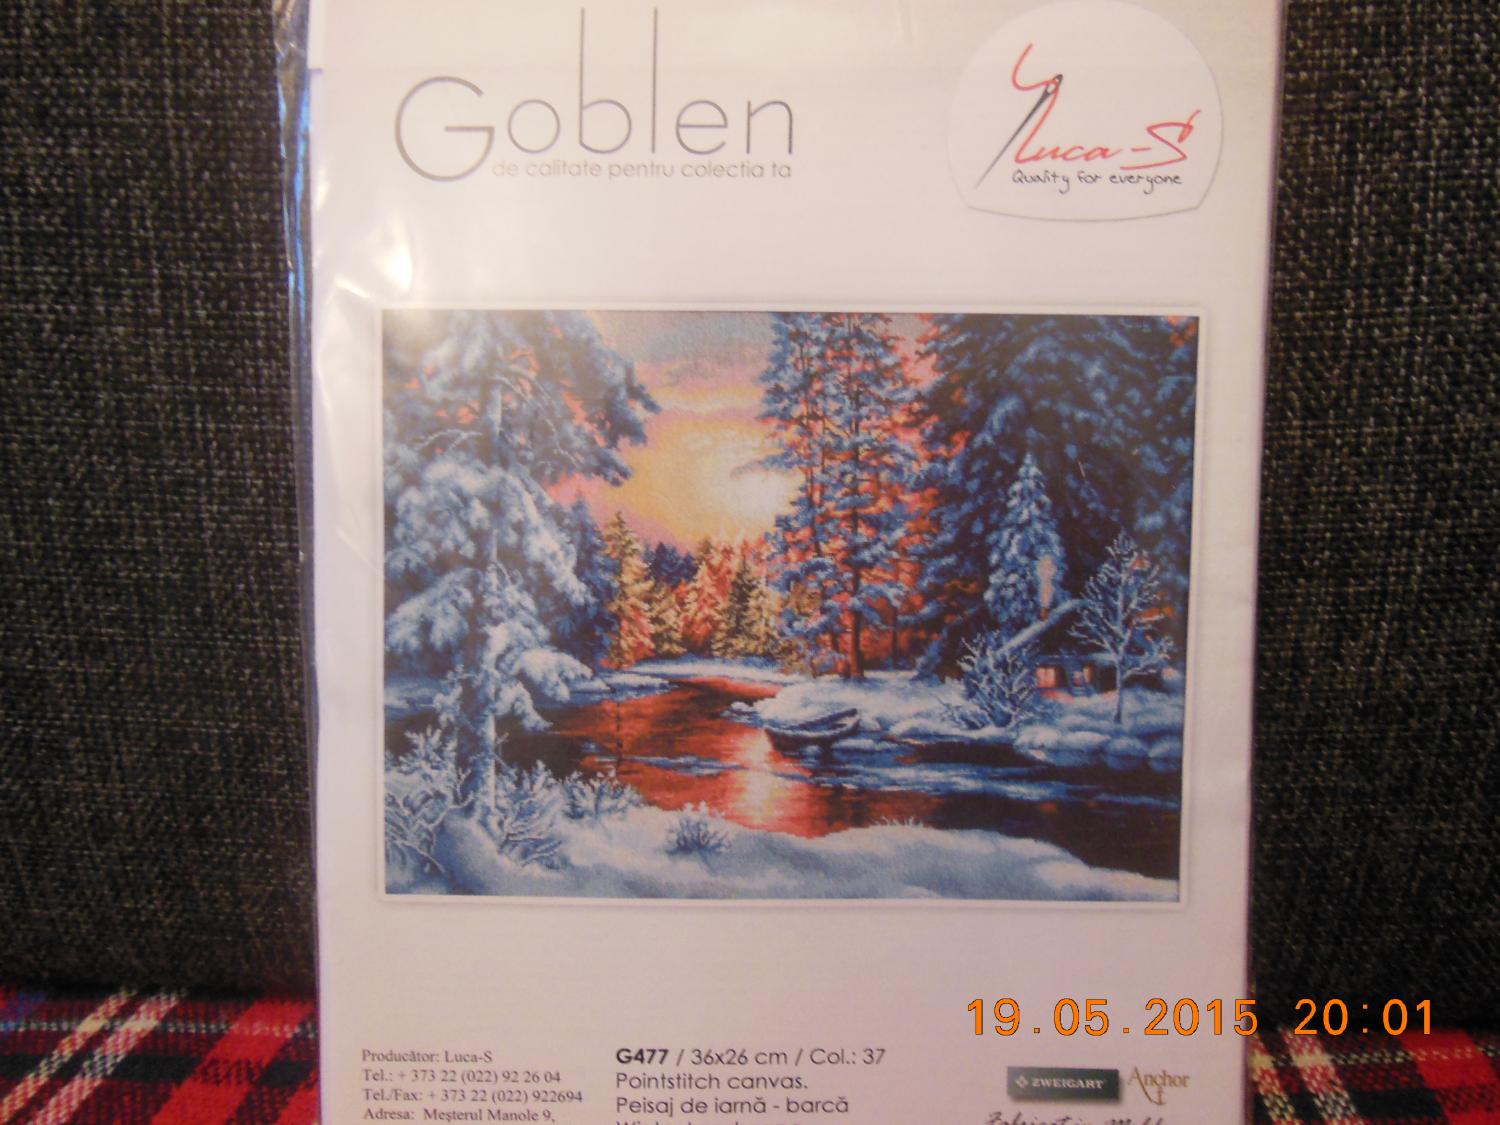 Goblen
de calitate pentru colectia ta
Luca-S
Quality for everyone
19.05.2015 20:01
Producător: Luca-S
Tel.: + 373 22 (022) 92 26 04
Tel./Fax: + 373 22 (022) 922694
Adresa: Meşterul Manole 9,
G477 / 36x26 cm / Col.: 37
Pointstitch canvas.
Peisaj de iarnă - barcă
ZWEIGART
Anchor